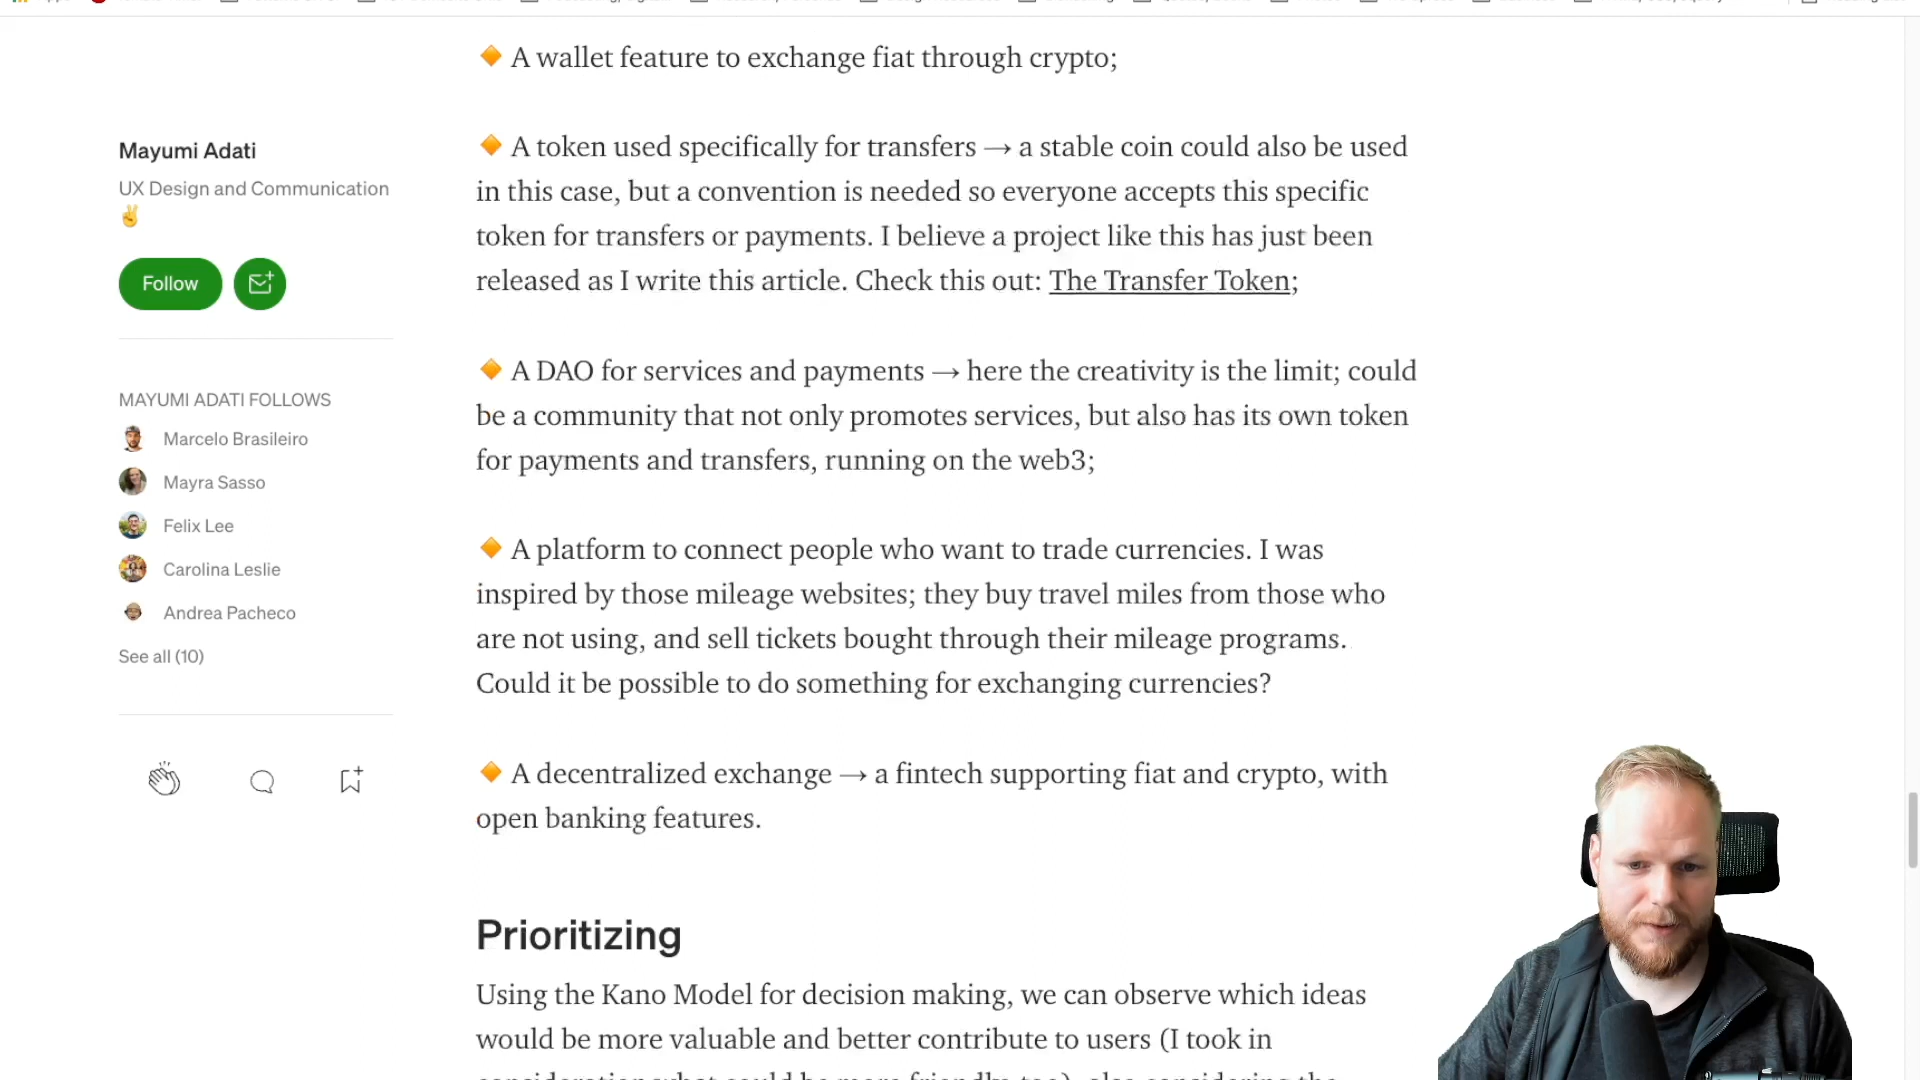 A wallet feature to exchange fiat through crypto;
Mayumi Adati
UX Design and Communication
✌️
Follow
MAYUMI ADATI FOLLOWS
Marcelo Brasileiro
Mayra Sasso
Felix Lee
Carolina Leslie
Andrea Pacheco
See all (10)
🔸 A token used specifically for transfers → a stable coin could also be used
in this case, but a convention is needed so everyone accepts this specific
token for transfers or payments. I believe a project like this has just been
released as I write this article. Check this out: The Transfer Token;
🔸 A DAO for services and payments → here the creativity is the limit; could
be a community that not only promotes services, but also has its own token
for payments and transfers, running on the web3;
🔸 A platform to connect people who want to trade currencies. I was
inspired by those mileage websites; they buy travel miles from those who
are not using, and sell tickets bought through their mileage programs.
Could it be possible to do something for exchanging currencies?
🔸 A decentralized exchange → a fintech supporting fiat and crypto, with
open banking features.
Prioritizing
Using the Kano Model for decision making, we can observe which ideas
would be more valuable and better contribute to users (I took in